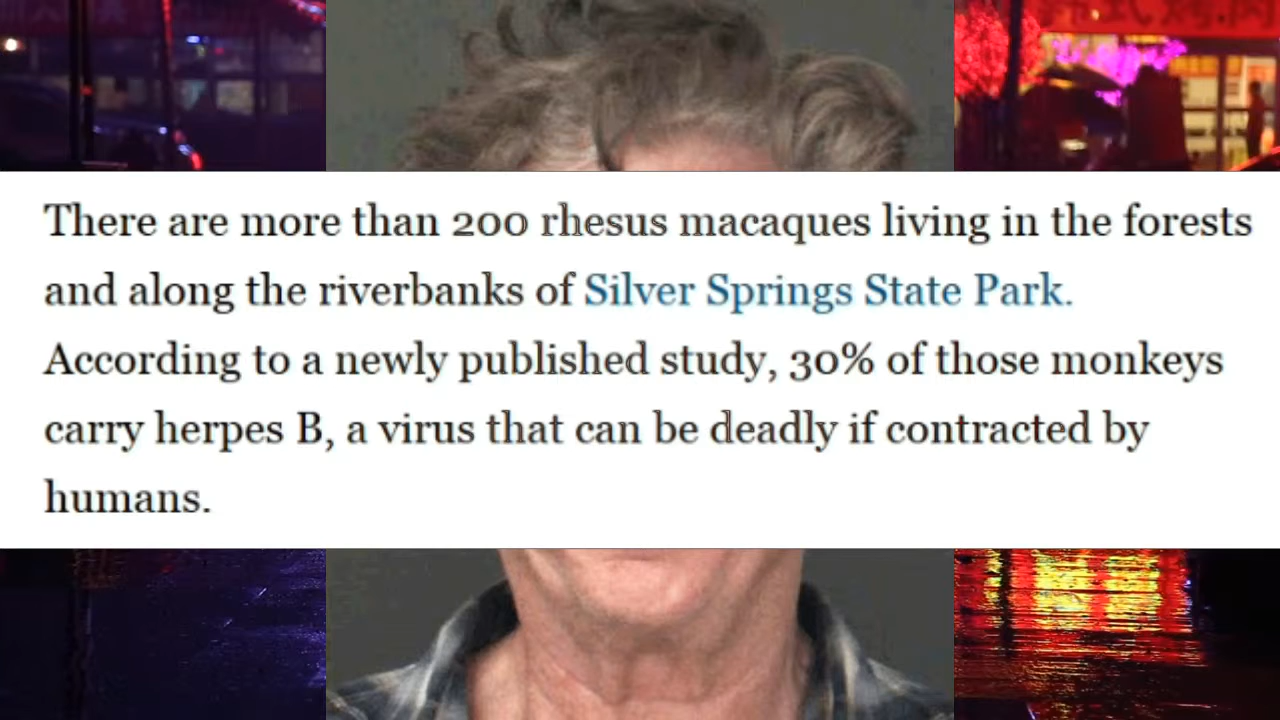 There are more than 200 rhesus macaques living in the forests
and along the riverbanks of Silver Springs State Park.
According to a newly published study, 30% of those monkeys
carry herpes B, a virus that can be deadly if contracted by
humans.